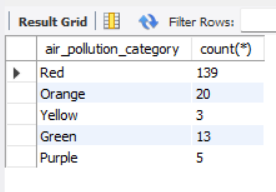 Result Grid Filter Rows:
air_pollution_category count(*)
Red 139
Orange 20
Yellow 3
Green 13
Purple 5